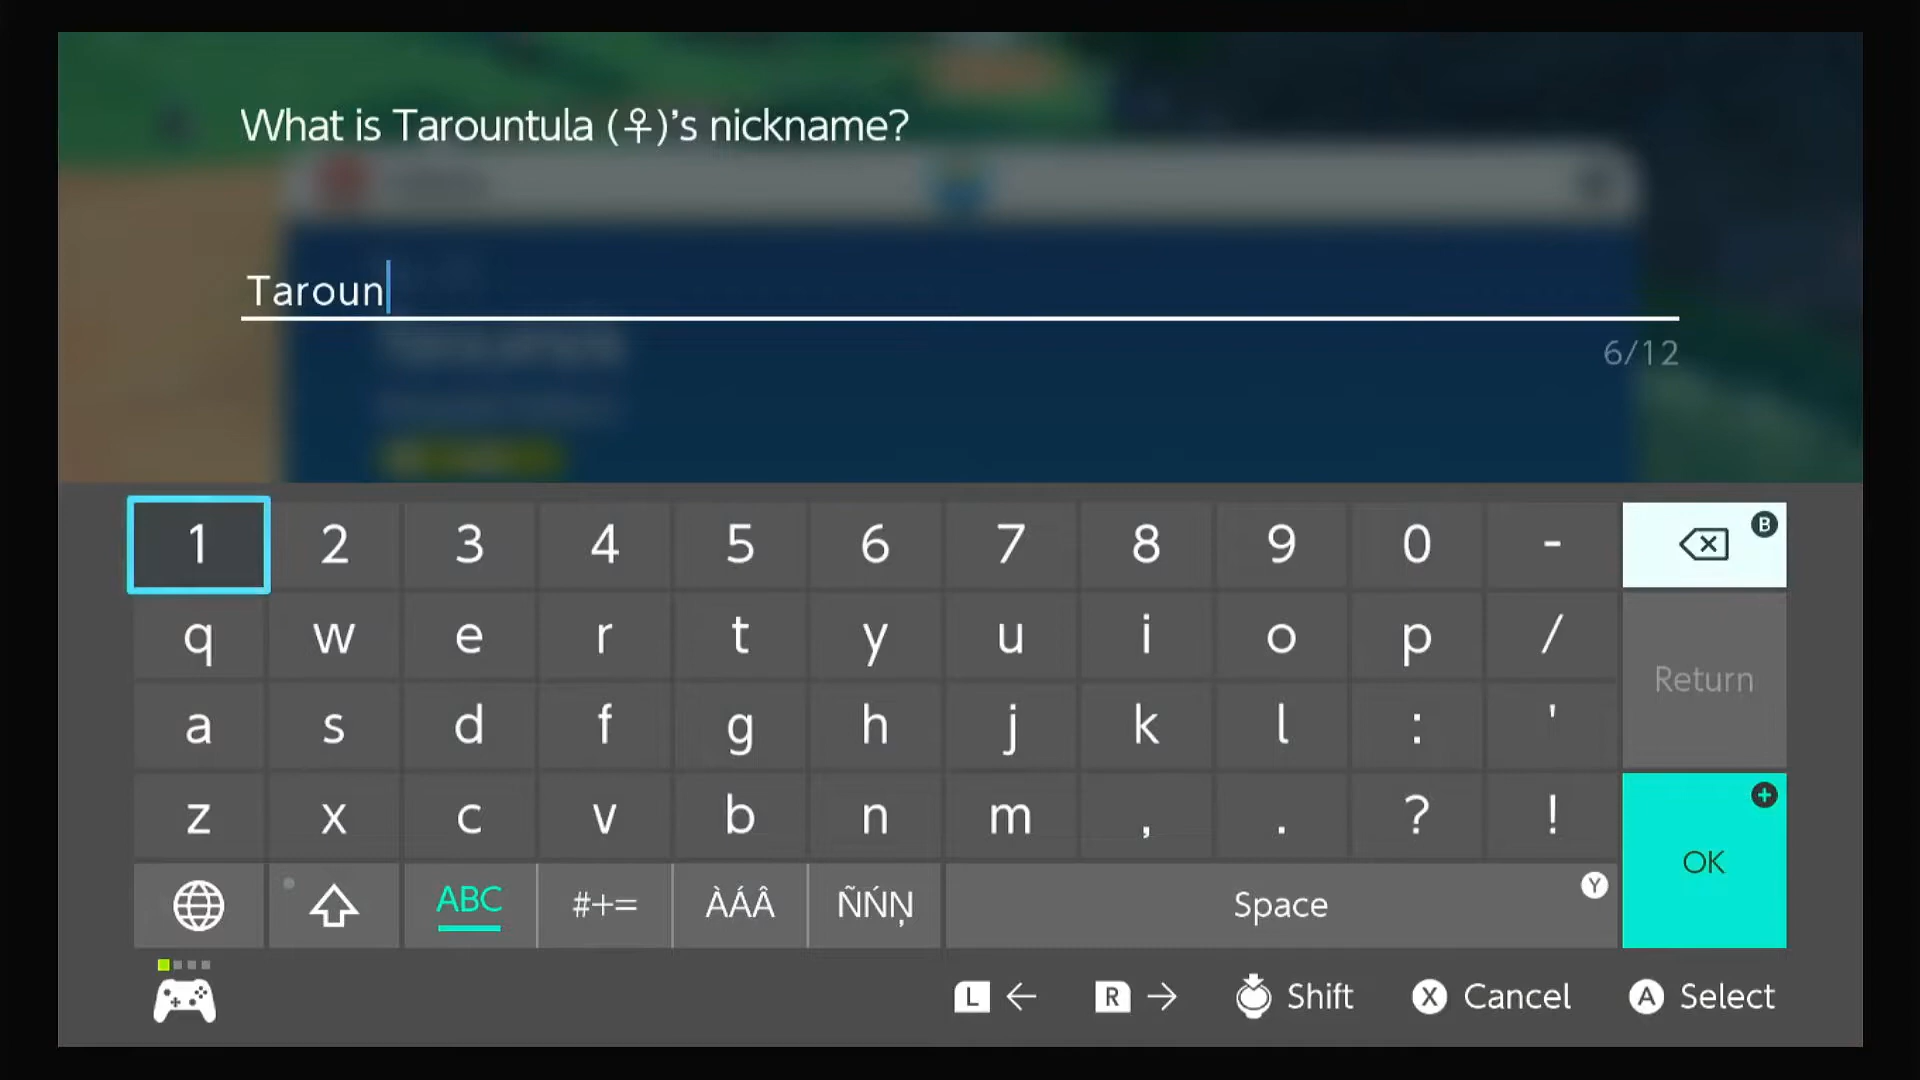 What is Tarountula (♀)'s nickname?
Taroun
6/12
1 2 3 4 5 6 7 8 9 0 - B
q w e r t y u i o p /
Return
a s d f g h j k l : '
z x c v b n m , . ? ! +
OK
ABC #+= ÀÁÂ ÑŃŅ Space Y
L ← R → Shift X Cancel A Select